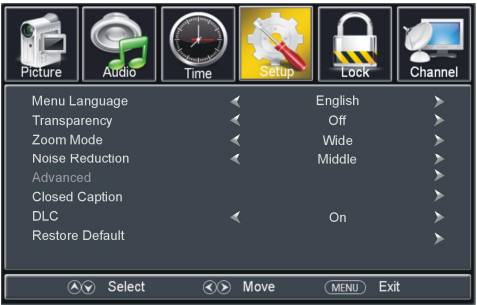 Picture Audio Time Setup Lock Channel
Menu Language English
Transparency Off
Zoom Mode Wide
Noise Reduction Middle
Advanced
Closed Caption
DLC On
Restore Default
Select Move MENU Exit